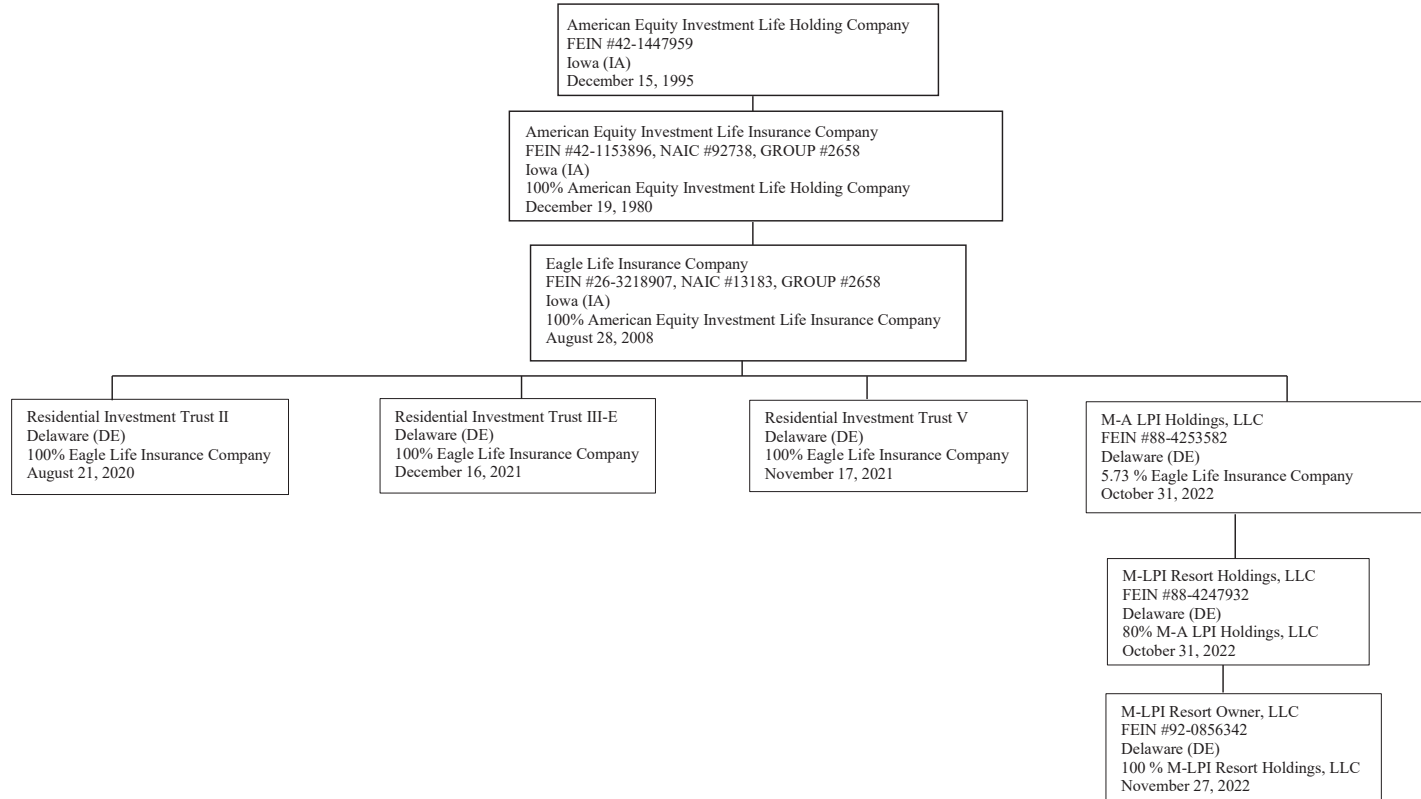 American Equity Investment Life Holding Company
FEIN #42-1447959
Iowa (IA)
December 15, 1995
American Equity Investment Life Insurance Company
FEIN #42-1153896, NAIC #92738, GROUP #2658
Iowa (IA)
100% American Equity Investment Life Holding Company
December 19, 1980
Eagle Life Insurance Company
FEIN #26-3218907, NAIC #13183, GROUP #2658
Iowa (IA)
100% American Equity Investment Life Insurance Company
August 28, 2008
Residential Investment Trust II
Delaware (DE)
100% Eagle Life Insurance Company
August 21, 2020
Residential Investment Trust III-E
Delaware (DE)
100% Eagle Life Insurance Company
December 16, 2021
Residential Investment Trust V
Delaware (DE)
100% Eagle Life Insurance Company
November 17, 2021
M-A LPI Holdings, LLC
FEIN #88-4253582
Delaware (DE)
5.73 % Eagle Life Insurance Company
October 31, 2022
M-LPI Resort Holdings, LLC
FEIN #88-4247932
Delaware (DE)
80% M-A LPI Holdings, LLC
October 31, 2022
M-LPI Resort Owner, LLC
FEIN #92-0856342
Delaware (DE)
100 % M-LPI Resort Holdings, LLC
November 27, 2022